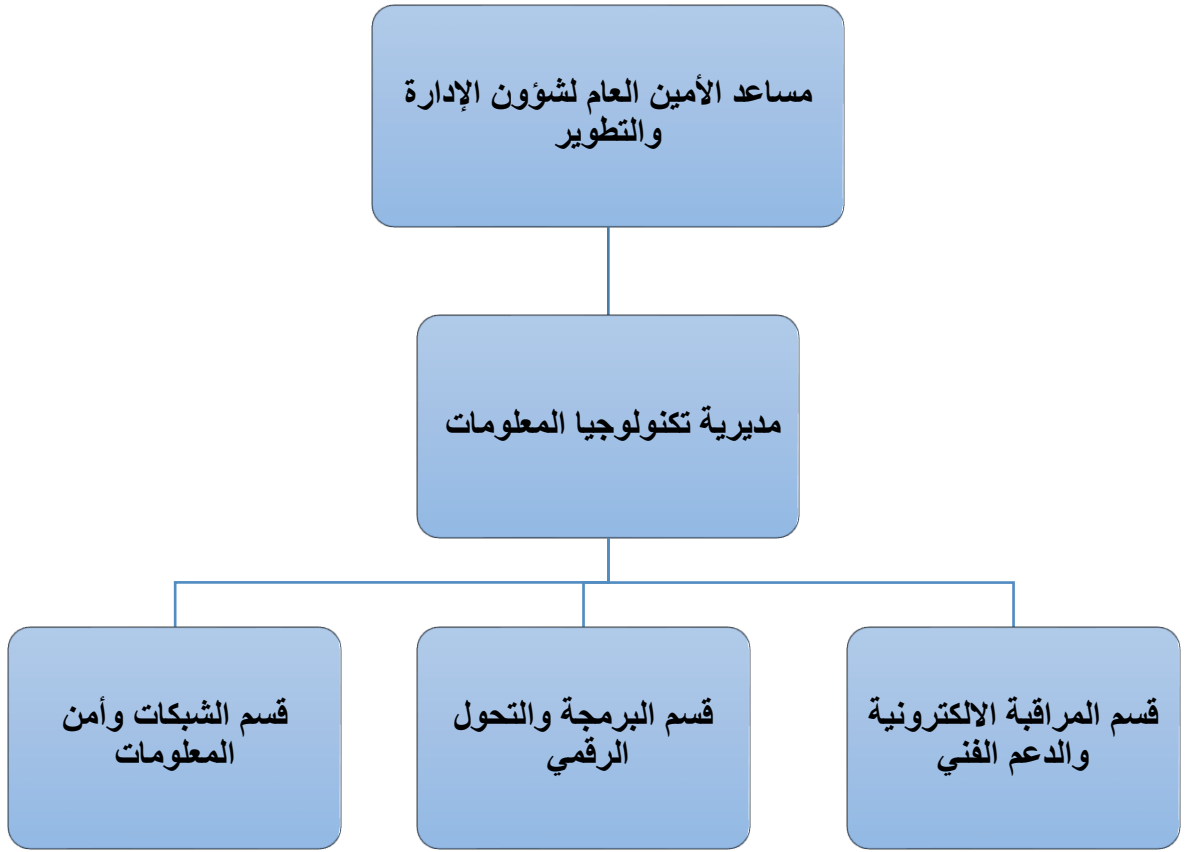 مساعد الأمين العام لشؤون الإدارة
والتطوير
مديرية تكنولوجيا المعلومات
قسم المراقبة الالكترونية
والدعم الفني
قسم البرمجة والتحول
الرقمي
قسم الشبكات وأمن
المعلومات